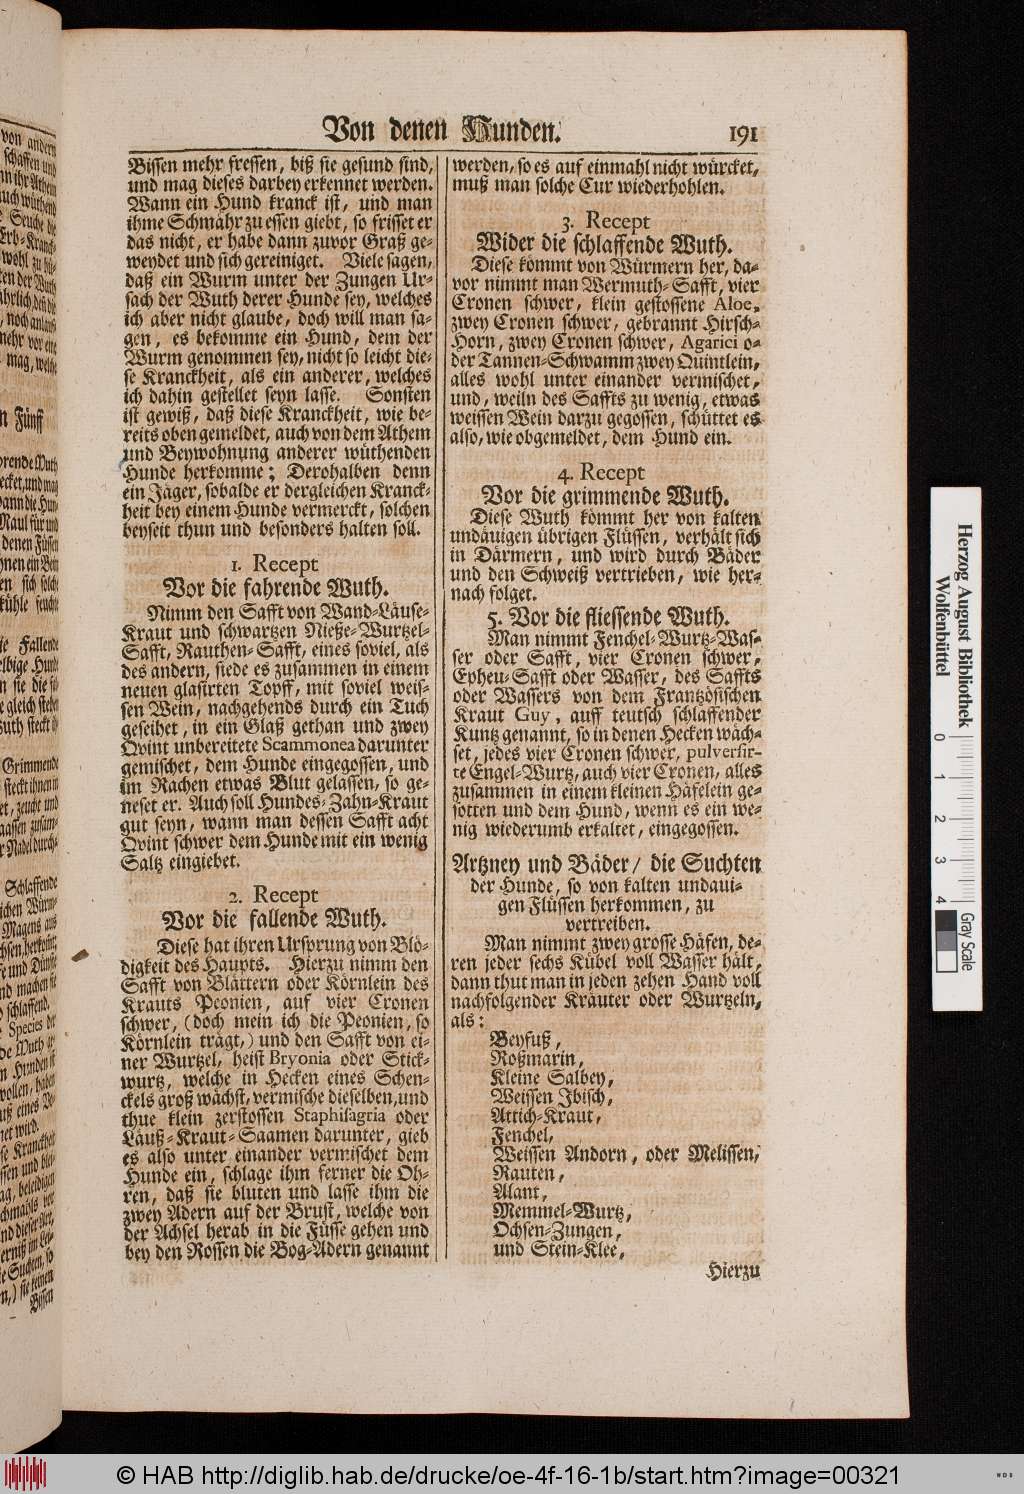 Von denen Hunden. 191
Bissen mehr fressen, biß sie gesund sind,
und mag dieses darbey erkennet werden.
Wann ein Hund kranck ist, und man
ihme Schmahr zu essen giebt, so frisset er
das nicht, er habe dann zuvor Graß ge-
weydet und sich gereiniget. Viele sagen,
daß ein Wurm unter der Zungen Ur-
sach der Wuth derer Hunde sey, welches
ich aber nicht glaube, doch will man sa-
gen, es bekomme ein Hund, dem der
Wurm genommen sey, nicht so leicht die-
se Kranckheit, als ein anderer, welches
ich dahin gestellet seyn lasse. Sonsten
ist gewiß, daß diese Kranckheit, wie be-
reits oben gemeldet, auch von dem Athem
und Beywohnung anderer wüthenden
Hunde herkomme; Derohalben denn
ein Jäger, sobalde er dergleichen Kranck-
heit bey einem Hunde vermerckt, solchen
beyseit thun und besonders halten soll.
1. Recept
Vor die fahrende Wuth.
Nimm den Safft von Wand-Läuse-
Kraut und schwartzen Nietze-Wurtzel-
Safft, Rauthen-Safft, eines soviel, als
des andern, siede es zusammen in einem
neuen glasirten Topff, mit soviel weis-
sen Wein, nachgehends durch ein Tuch
geseihet, in ein Glaß gethan und zwey
Qvint unbereitete Scammonea darunter
gemischet, dem Hunde eingegossen, und
im Rachen etwas Blut gelassen, so ge-
neset er. Auch soll Hundes-Zahn-Kraut
gut seyn, wann man dessen Safft acht
Qvint schwer dem Hunde mit ein wenig
Saltz eingiebet.
2. Recept
Vor die fallende Wuth.
Diese hat ihren Ursprung von Blö-
digkeit des Haupts. Hierzu nimm den
Safft von Blättern oder Körnlein des
Krauts Peonien, auf vier Cronen
schwer, (doch mein ich die Peonien, so
Körnlein trägt,) und den Safft von ei-
ner Wurtzel, heist Bryonia oder Stick-
wurtz, welche in Hecken eines Schen-
ckels groß wächst, vermische dieselben, und
thue klein zerstossen Staphisagria oder
Läuß-Kraut-Saamen darunter, gieb
es also unter einander vermischet dem
Hunde ein, schlage ihm ferner die Oh-
ren, daß sie bluten und lasse ihm die
zwey Adern auf der Brust, welche von
der Achsel herab in die Füsse gehen und
bey den Rossen die Bog-Adern genannt
werden, so es auf einmahl nicht würcket,
muß man solche Cur wiederhohlen.
3. Recept
Wider die schlaffende Wuth.
Diese kömmt von Würmern her, da-
vor nimmt man Wermuth-Safft, vier
Cronen schwer, klein gestossene Aloe,
zwey Cronen schwer, gebrannt Hirsch-
Horn, zwey Cronen schwer, Agarici o-
der Tannen-Schwamm zwey Quintlein,
alles wohl unter einander vermischet,
und, weiln des Saffts zu wenig, etwas
weissen Wein darzu gegossen, schüttet es
also, wie obgemeldet, dem Hund ein.
4. Recept
Vor die grimmende Wuth.
Diese Wuth kömmt her von kalten
undäuigen übrigen Flüssen, verhält sich
in Därmern, und wird durch Bäder
und den Schweiß vertrieben, wie her-
nach folget.
5. Vor die fliessende Wuth.
Man nimmt Fenchel-Wurtz-Was-
ser oder Safft, vier Cronen schwer,
Epheu-Safft oder Wasser, des Saffts
oder Wassers von dem Frantzösischen
Kraut Guy, auff teutsch schlaffender
Kuntz genannt, so in denen Hecken wäch-
set, jedes vier Cronen schwer, pulverisir-
te Engel-Wurtz, auch vier Cronen, alles
zusammen in einem kleinen Häfelein ge-
sotten und dem Hund, wenn es ein we-
nig wiederumb erkaltet, eingegossen.
Artzney und Bäder/ die Suchten
der Hunde, so von kalten undaui-
gen Flüssen herkommen, zu
vertreiben.
Man nimmt zwey grosse Häfen, de-
ren jeder sechs Kübel voll Wasser hält,
dann thut man in jeden zehen Hand voll
nachfolgender Kräuter oder Wurtzeln,
als:
Beyfuß,
Roßmarin,
Kleine Salbey,
Weissen Ibisch,
Attich-Kraut,
Fenchel,
Weissen Andorn, oder Melissen,
Rauten,
Alant,
Memmel-Wurtz,
Ochsen-Zungen,
und Stein-Klee,
Hierzu
Herzog August Bibliothek
Wolfenbüttel
0 1 2 3 4
Gray Scale
© HAB http://diglib.hab.de/drucke/oe-4f-16-1b/start.htm?image=00321